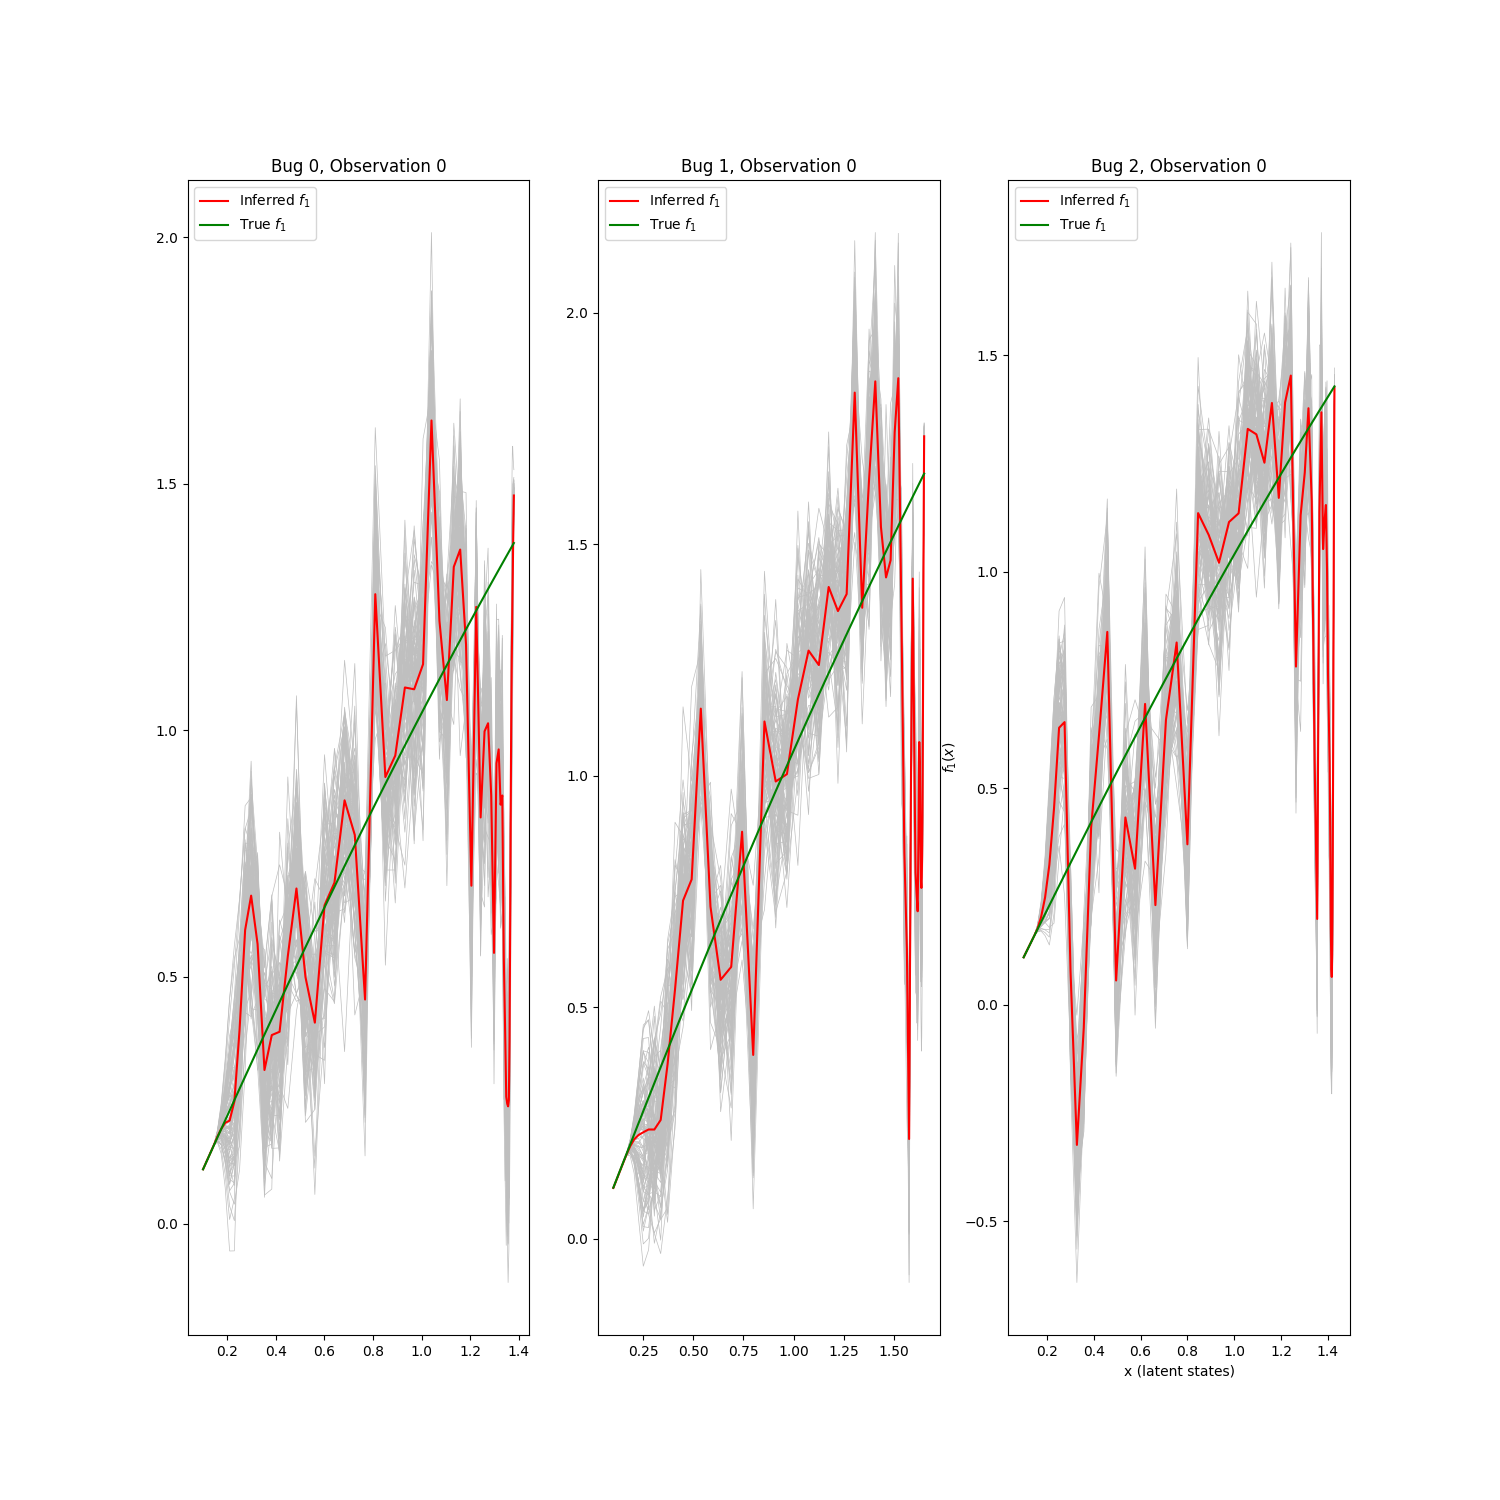 Bug 0, Observation 0
Inferred f₁
True f₁
2.0
1.5
1.0
0.5
0.0
0.2 0.4 0.6 0.8 1.0 1.2 1.4
Bug 1, Observation 0
Inferred f₁
True f₁
2.0
1.5
1.0
0.5
0.0
0.25 0.50 0.75 1.00 1.25 1.50
Bug 2, Observation 0
Inferred f₁
True f₁
f₁(x)
1.5
1.0
0.5
0.0
−0.5
0.2 0.4 0.6 0.8 1.0 1.2 1.4
x (latent states)